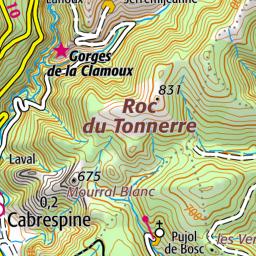 10
Gorges
de la Clamoux
831
Roc
du Tonnerre
Laval
675
Mourral Blanc
0,2
Cabrespine
Pujol
de Bosc
les